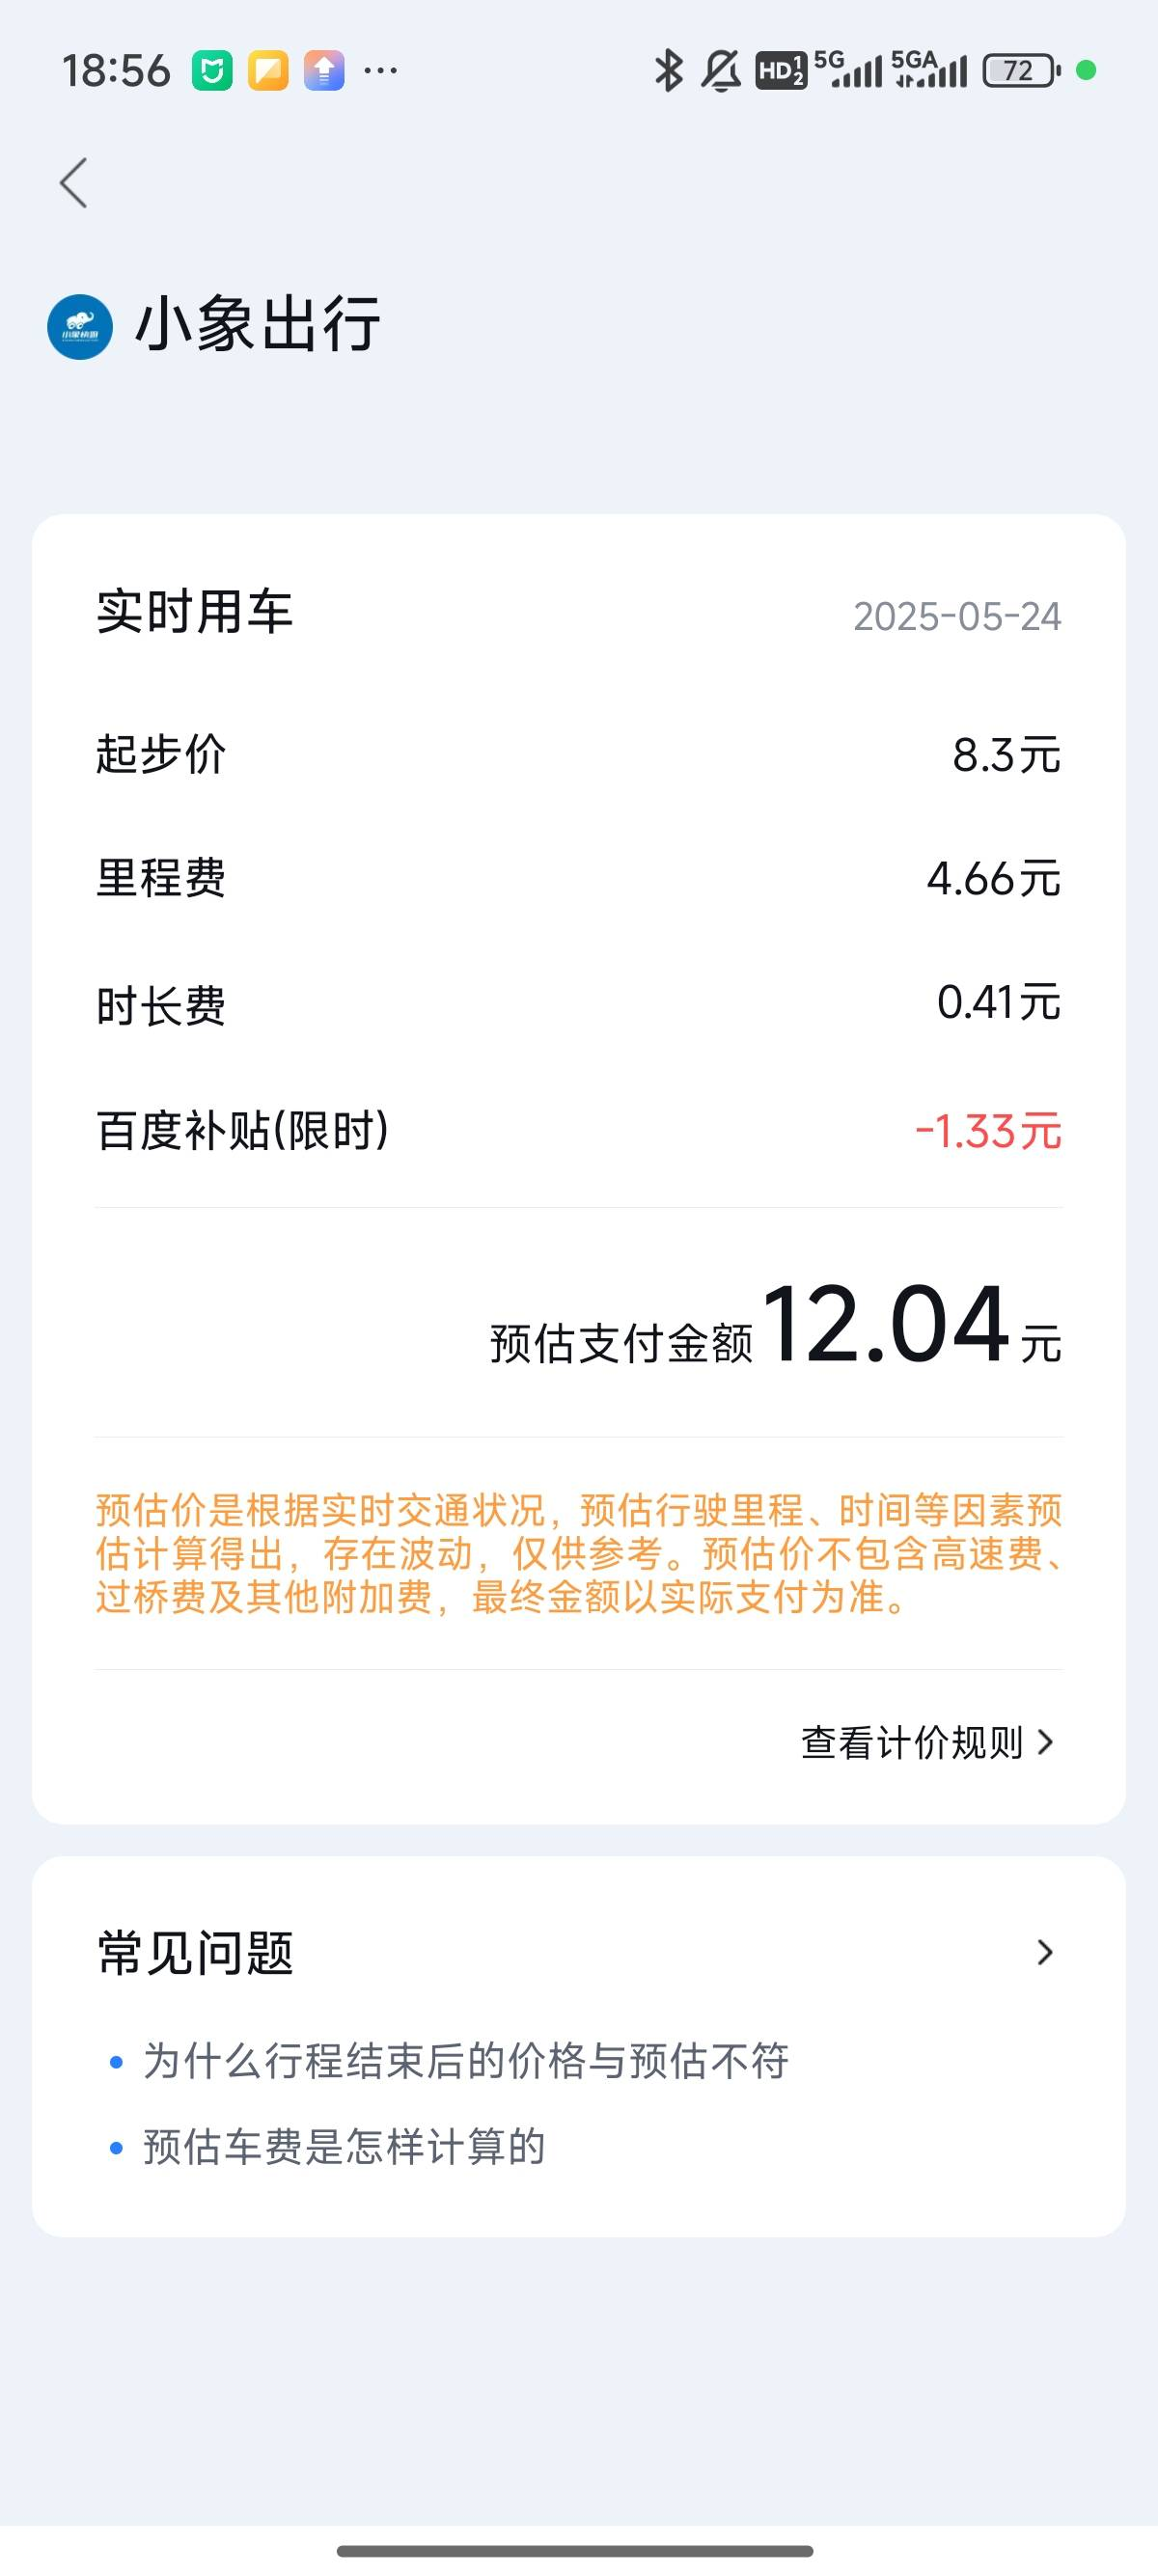 18:56
HD 1 2 5G 5GA 72
小象出行
实时用车 2025-05-24
起步价 8.3元
里程费 4.66元
时长费 0.41元
百度补贴(限时) -1.33元
预估支付金额 12.04 元
预估价是根据实时交通状况，预估行驶里程、时间等因素预
估计算得出，存在波动，仅供参考。预估价不包含高速费、
过桥费及其他附加费，最终金额以实际支付为准。
查看计价规则
常见问题
为什么行程结束后的价格与预估不符
预估车费是怎样计算的